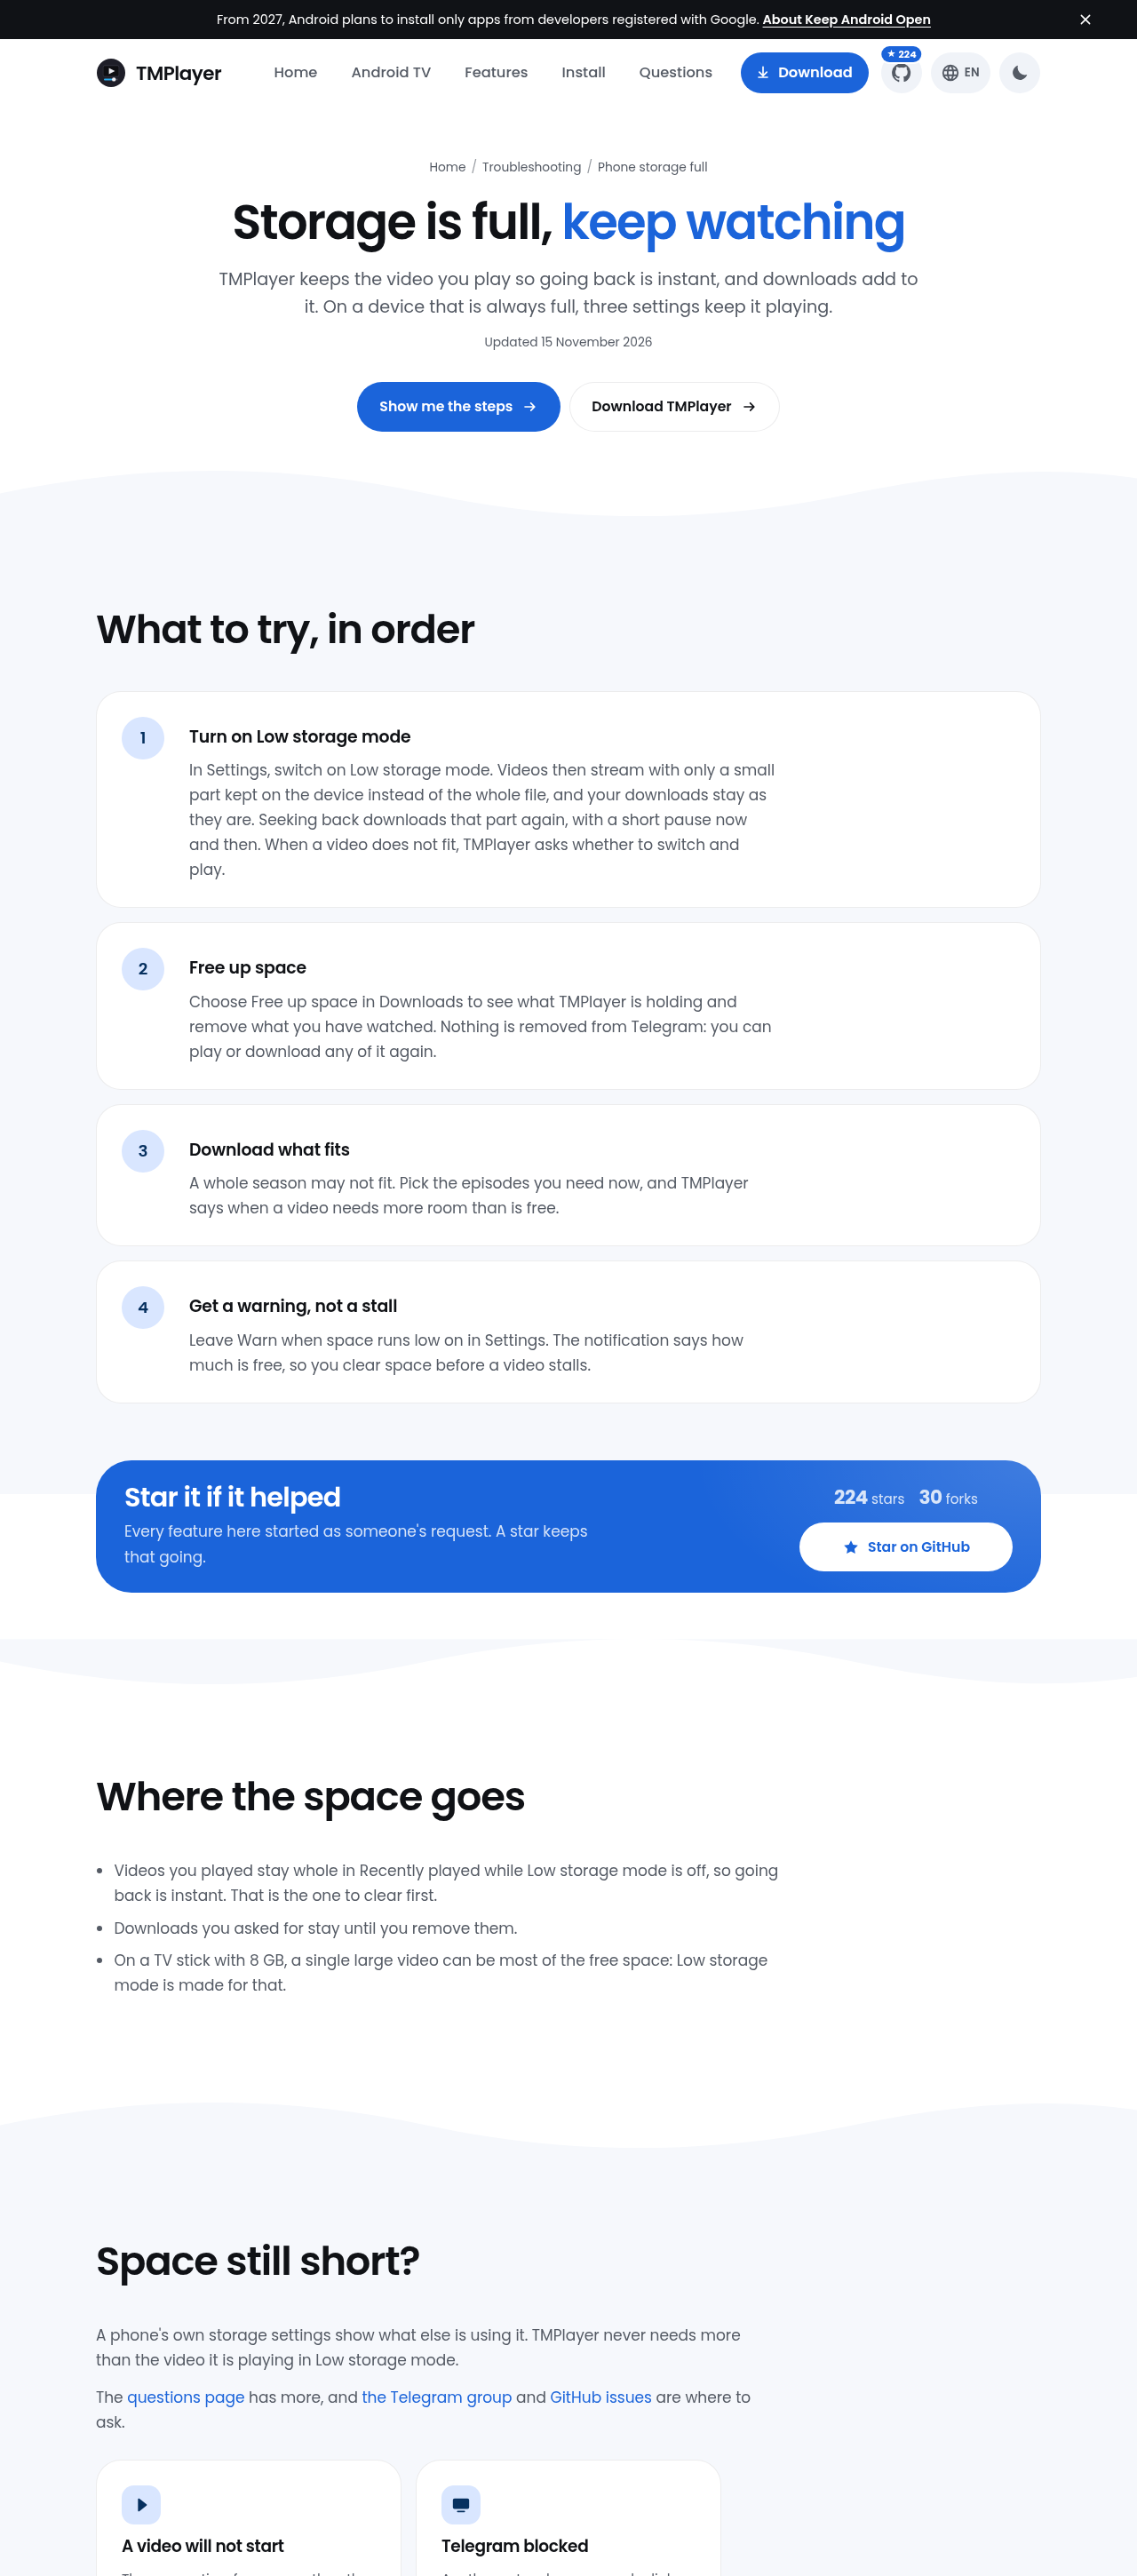 From 2027, Android plans to install only apps from developers registered with Google. About Keep Android Open
TMPlayer
Home
Android TV
Features
Install
Questions
Download
★ 224
EN
Home / Troubleshooting / Phone storage full
Storage is full, keep watching
TMPlayer keeps the video you play so going back is instant, and downloads add to
it. On a device that is always full, three settings keep it playing.
Updated 15 November 2026
Show me the steps →
Download TMPlayer →
What to try, in order
1
Turn on Low storage mode
In Settings, switch on Low storage mode. Videos then stream with only a small
part kept on the device instead of the whole file, and your downloads stay as
they are. Seeking back downloads that part again, with a short pause now
and then. When a video does not fit, TMPlayer asks whether to switch and
play.
2
Free up space
Choose Free up space in Downloads to see what TMPlayer is holding and
remove what you have watched. Nothing is removed from Telegram: you can
play or download any of it again.
3
Download what fits
A whole season may not fit. Pick the episodes you need now, and TMPlayer
says when a video needs more room than is free.
4
Get a warning, not a stall
Leave Warn when space runs low on in Settings. The notification says how
much is free, so you clear space before a video stalls.
Star it if it helped
Every feature here started as someone's request. A star keeps
that going.
224 stars 30 forks
★ Star on GitHub
Where the space goes
• Videos you played stay whole in Recently played while Low storage mode is off, so going
back is instant. That is the one to clear first.
• Downloads you asked for stay until you remove them.
• On a TV stick with 8 GB, a single large video can be most of the free space: Low storage
mode is made for that.
Space still short?
A phone's own storage settings show what else is using it. TMPlayer never needs more
than the video it is playing in Low storage mode.
The questions page has more, and the Telegram group and GitHub issues are where to
ask.
A video will not start
Telegram blocked